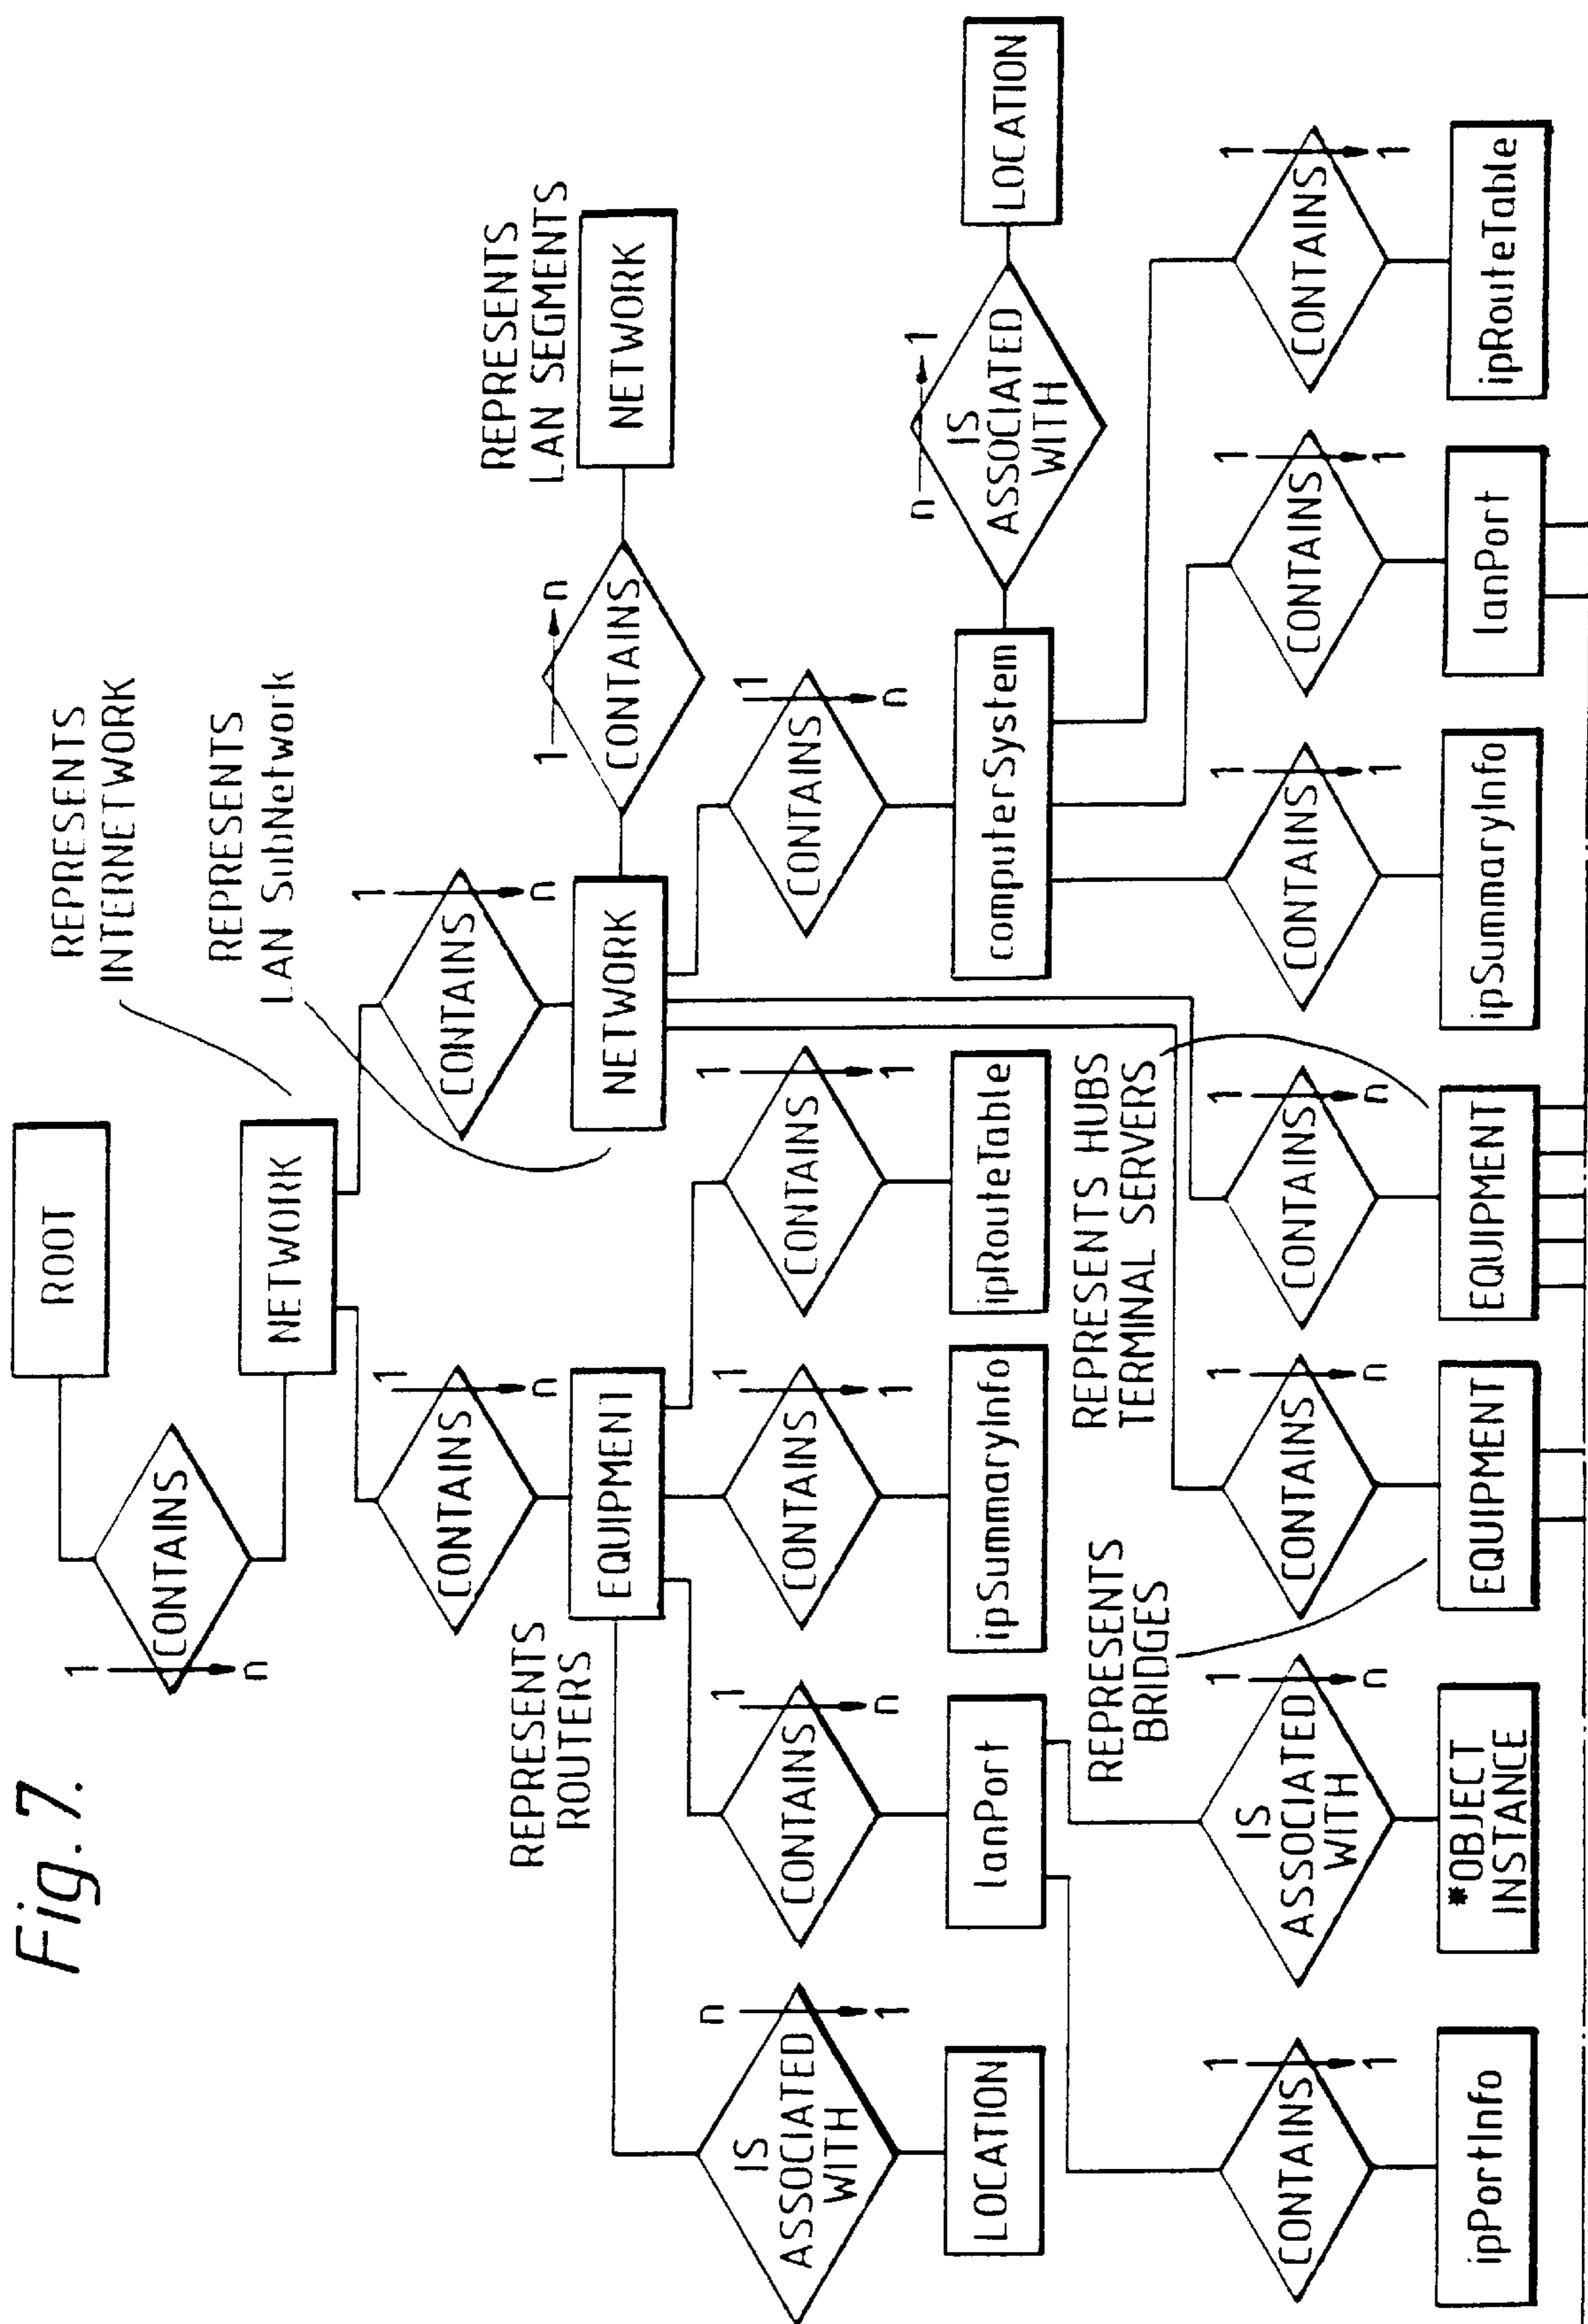 Fig. 7.
ROOT
1
CONTAINS
n
NETWORK
REPRESENTS
INTERNETWORK
REPRESENTS
LAN SubNetwork
1
CONTAINS
n
1
CONTAINS
n
REPRESENTS
ROUTERS
EQUIPMENT
NETWORK
1
n
CONTAINS
REPRESENTS
LAN SEGMENTS
NETWORK
n
IS
ASSOCIATED
WITH
1
1
CONTAINS
n
1
CONTAINS
1
1
CONTAINS
1
1
CONTAINS
n
LOCATION
lanPort
ipSummaryInfo
ipRouteTable
computerSystem
n
1
IS
ASSOCIATED
WITH
LOCATION
REPRESENTS
BRIDGES
REPRESENTS HUBS
TERMINAL SERVERS
1
CONTAINS
1
1
IS
ASSOCIATED
WITH
n
1
CONTAINS
n
1
CONTAINS
n
1
CONTAINS
1
1
CONTAINS
1
1
CONTAINS
1
ipPortInfo
*OBJECT
INSTANCE
EQUIPMENT
EQUIPMENT
ipSummaryInfo
lanPort
ipRouteTable